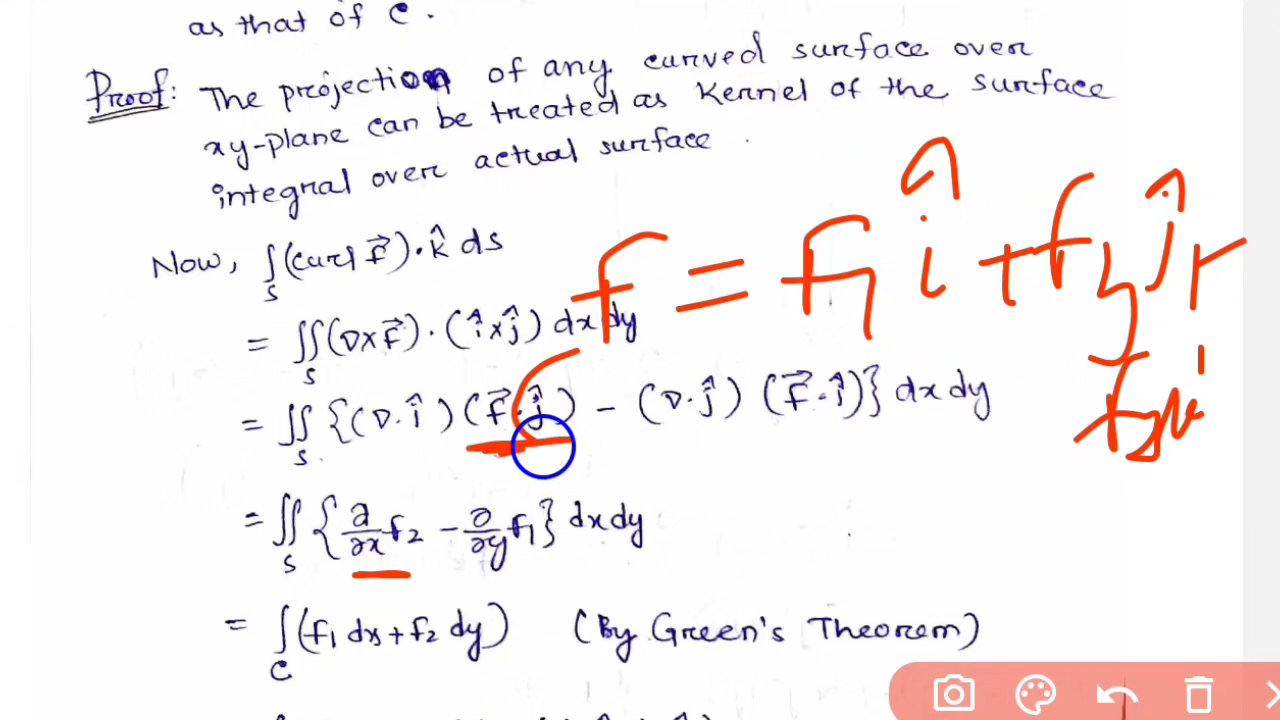 as that of C.
Proof: The projection of any curved surface over
xy-plane can be treated as Kernel of the surface
integral over actual surface.
Now, ∫_S (curl F⃗)·k̂ ds
= ∬_S (∇×F⃗)·(î×ĵ) dx dy
f = f₁ î + f₂ ĵ +
= ∬_S {(∇·î)(F⃗·ĵ) − (∇·ĵ)(F⃗·î)} dx dy
= ∬_S {∂/∂x f₂ − ∂/∂y f₁} dx dy
= ∫_C (f₁ dx + f₂ dy) (By Green's Theorem)